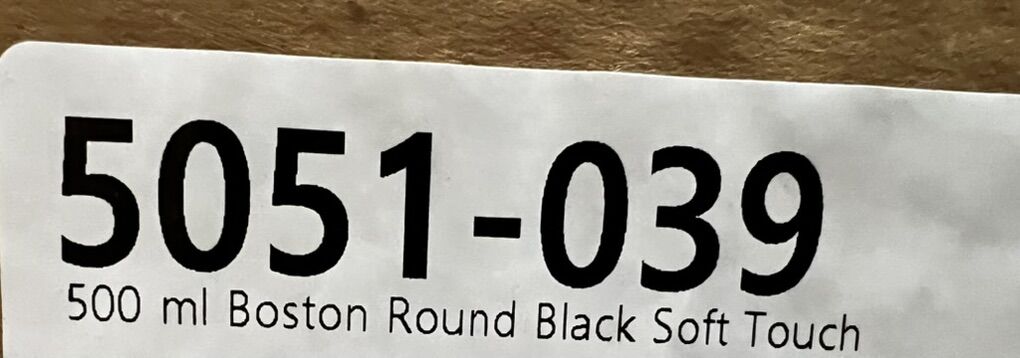 5051-039
500 ml Boston Round Black Soft Touch